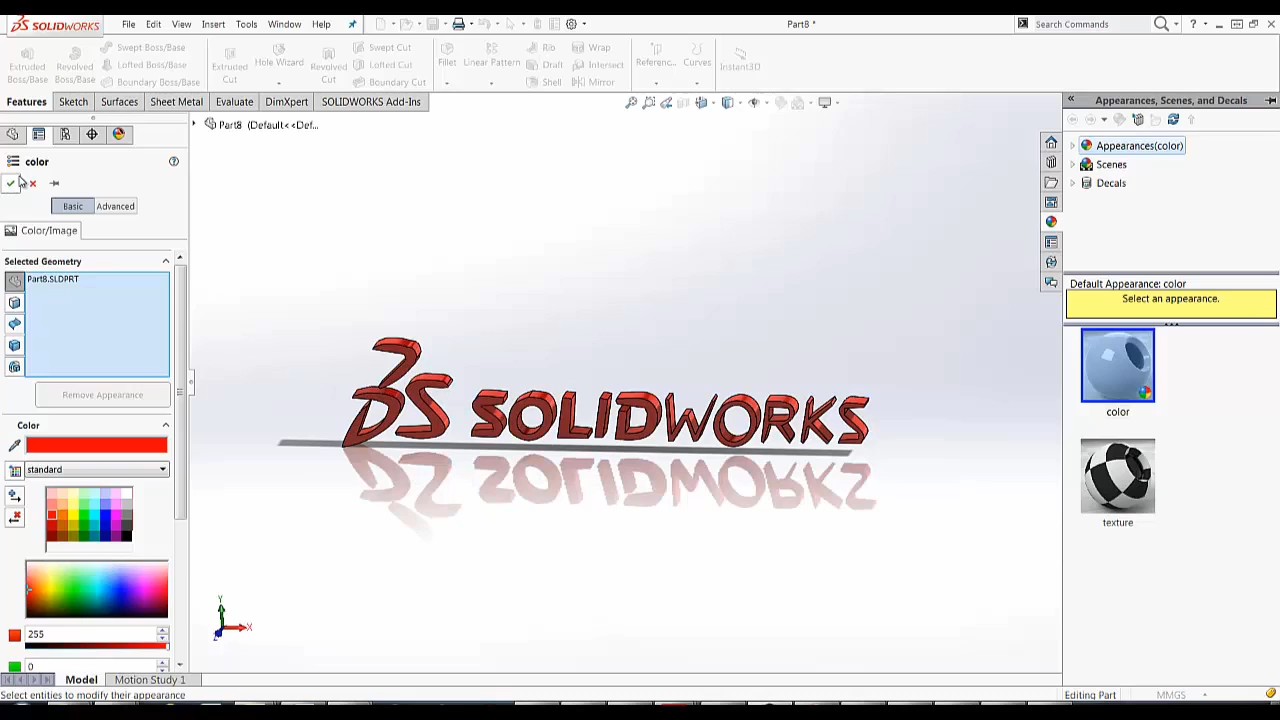 SOLIDWORKS File Edit View Insert Tools Window Help Part8 * Search Commands
Extruded Boss/Base
Revolved Boss/Base
Swept Boss/Base
Lofted Boss/Base
Boundary Boss/Base
Extruded Cut
Hole Wizard
Revolved Cut
Swept Cut
Lofted Cut
Boundary Cut
Fillet
Linear Pattern
Rib
Draft
Shell
Wrap
Intersect
Mirror
Referenc...
Curves
Instant3D
Features Sketch Surfaces Sheet Metal Evaluate DimXpert SOLIDWORKS Add-Ins
Part8 (Default<<Def...
color
Basic Advanced
Color/Image
Selected Geometry
Part8.SLDPRT
Remove Appearance
Color
standard
255
0
DS SOLIDWORKS
Y
X
Z
Appearances, Scenes, and Decals
Appearances(color)
Scenes
Decals
Default Appearance: color
Select an appearance.
color
texture
Model Motion Study 1
Select entities to modify their appearance Editing Part MMGS